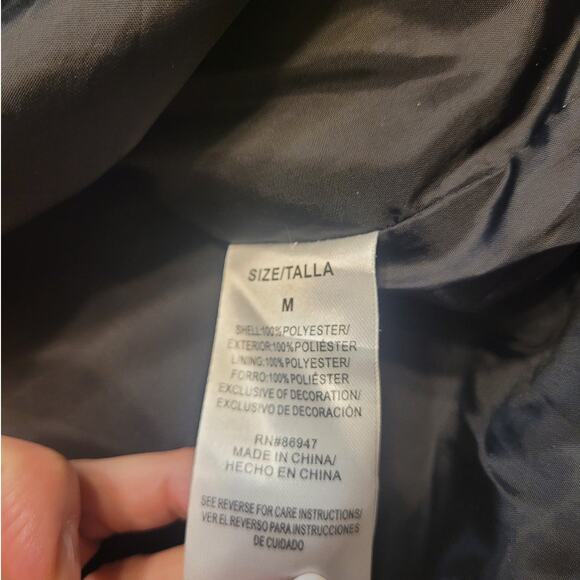 SIZE/TALLA
M
SHELL:100%POLYESTER/
EXTERIOR:100%POLIÉSTER
LINING:100%POLYESTER/
FORRO:100%POLIÉSTER
EXCLUSIVE OF DECORATION/
EXCLUSIVO DE DECORACIÓN
RN#86947
MADE IN CHINA/
HECHO EN CHINA
SEE REVERSE FOR CARE INSTRUCTIONS/
VER EL REVERSO PARA INSTRUCCIONES
DE CUIDADO